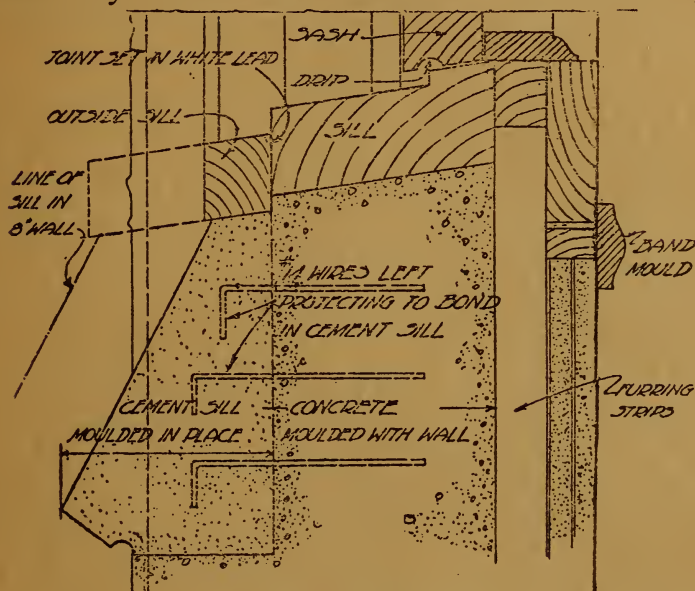 SASH
JOINT SET IN WHITE LEAD
DRIP
OUTSIDE SILL
SILL
LINE OF
SILL IN
8" WALL
BAND
MOULD
#14 WIRES LEFT
PROTECTING TO BOND
IN CEMENT SILL
FURRING
STRIPS
CEMENT SILL
MOULDED IN PLACE
CONCRETE
MOULDED WITH WALL